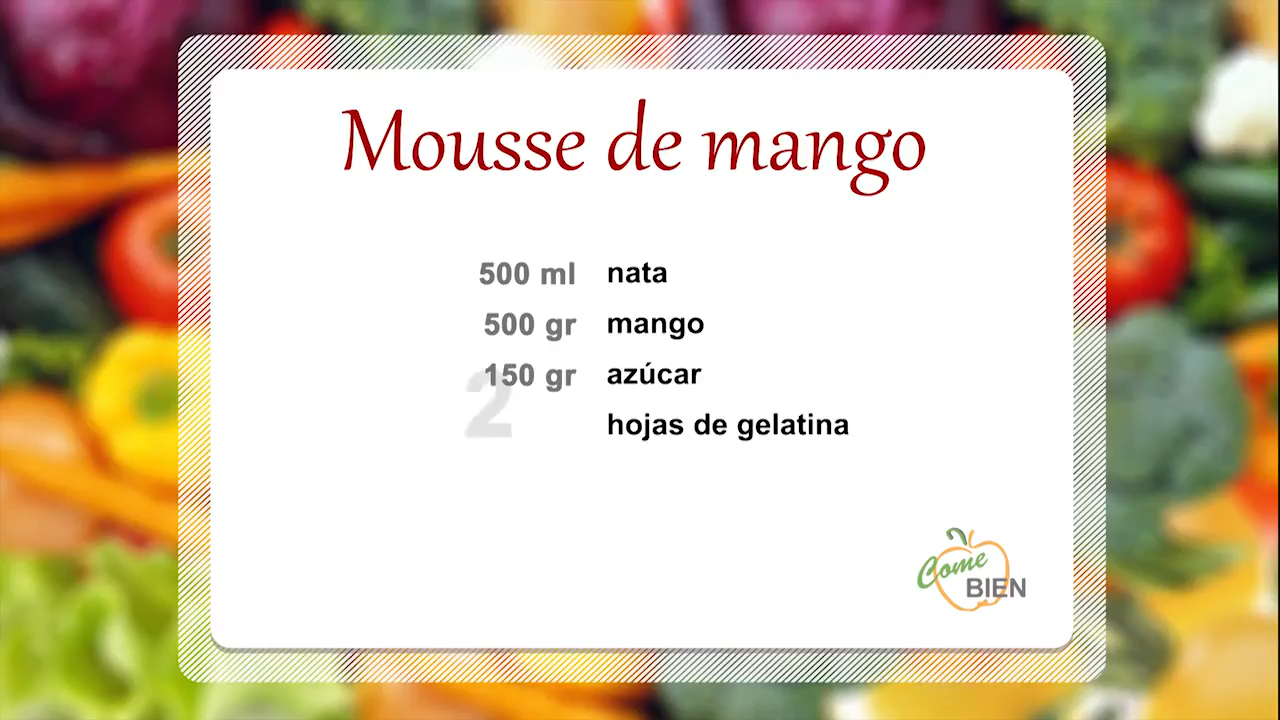 Mousse de mango
500 ml nata
500 gr mango
150 gr azúcar
2 hojas de gelatina
Come
BIEN